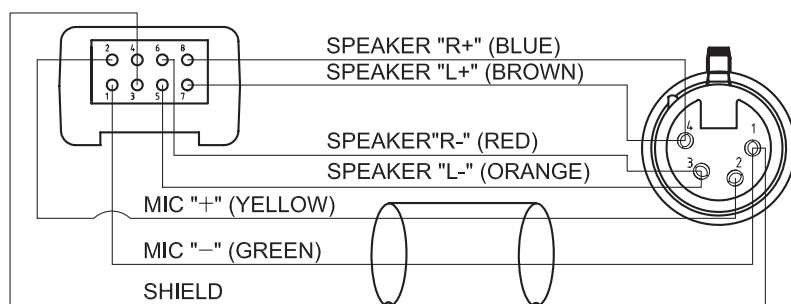 2 4 6 8
1 3 5 7
SPEAKER "R+" (BLUE)
SPEAKER "L+" (BROWN)
SPEAKER"R-" (RED)
SPEAKER "L-" (ORANGE)
MIC "+" (YELLOW)
MIC "−" (GREEN)
SHIELD
4 1
3 2